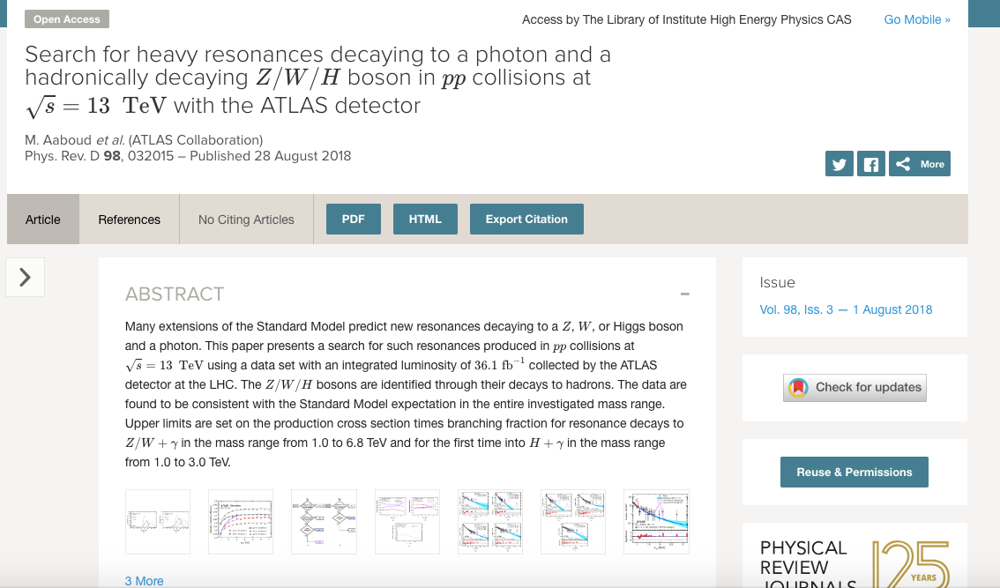 Open Access
Access by The Library of Institute High Energy Physics CAS
Go Mobile »
Search for heavy resonances decaying to a photon and a
hadronically decaying Z/W/H boson in pp collisions at
√s = 13 TeV with the ATLAS detector
M. Aaboud et al. (ATLAS Collaboration)
Phys. Rev. D 98, 032015 – Published 28 August 2018
More
Article
References
No Citing Articles
PDF
HTML
Export Citation
ABSTRACT
Many extensions of the Standard Model predict new resonances decaying to a Z, W, or Higgs boson
and a photon. This paper presents a search for such resonances produced in pp collisions at
√s = 13 TeV using a data set with an integrated luminosity of 36.1 fb⁻¹ collected by the ATLAS
detector at the LHC. The Z/W/H bosons are identified through their decays to hadrons. The data are
found to be consistent with the Standard Model expectation in the entire investigated mass range.
Upper limits are set on the production cross section times branching fraction for resonance decays to
Z/W + γ in the mass range from 1.0 to 6.8 TeV and for the first time into H + γ in the mass range
from 1.0 to 3.0 TeV.
3 More
Issue
Vol. 98, Iss. 3 — 1 August 2018
Check for updates
Reuse & Permissions
PHYSICAL
REVIEW
JOURNALS
125
YEARS